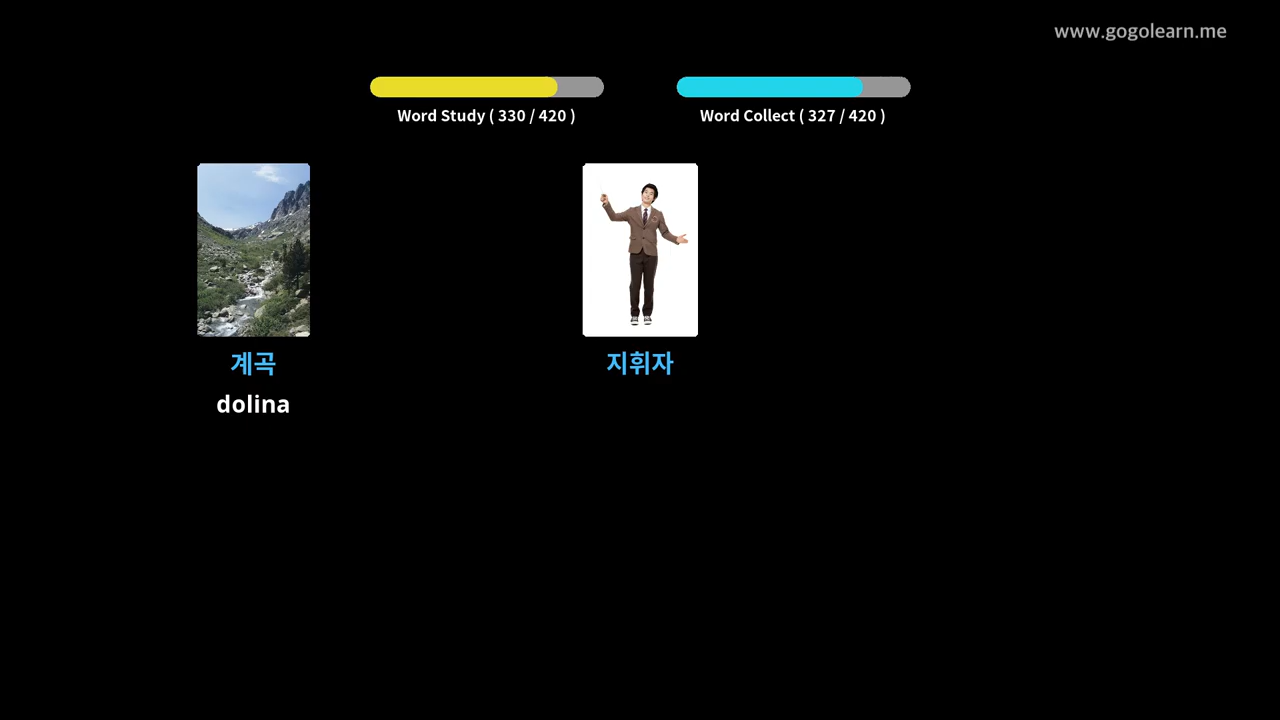 www.gogolearn.me
Word Study ( 330 / 420 )
Word Collect ( 327 / 420 )
계곡
지휘자
dolina